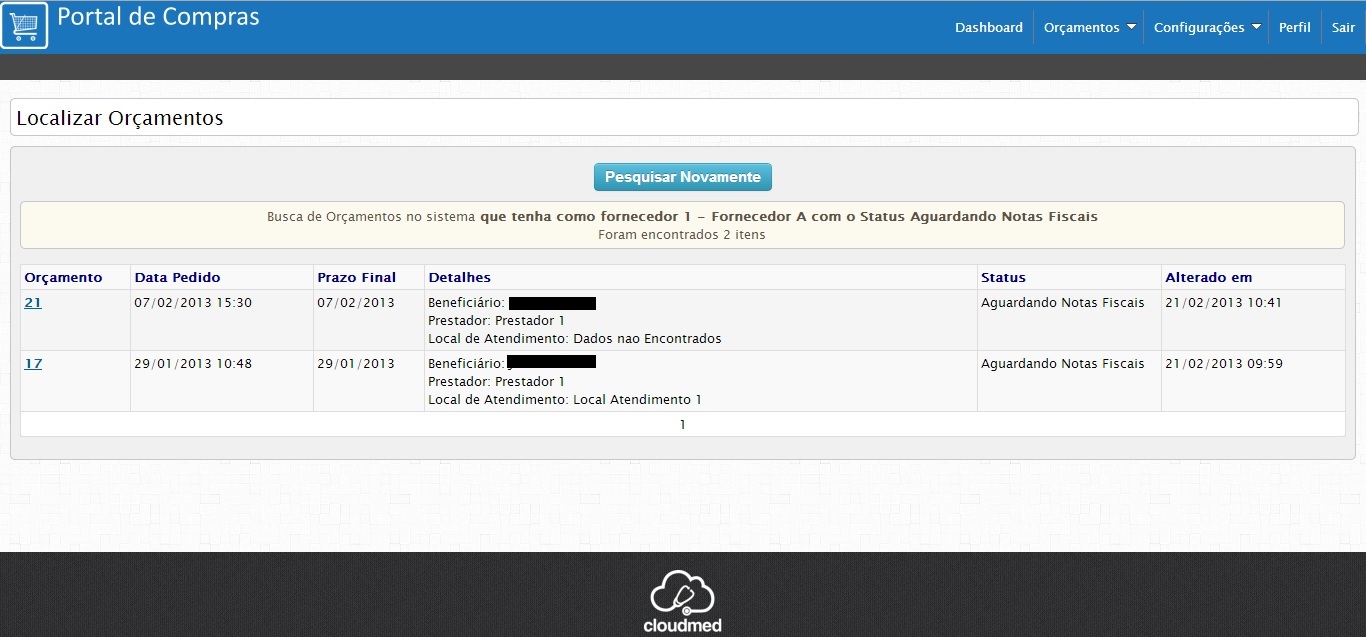 Portal de Compras
Dashboard Orçamentos Configurações Perfil Sair
Localizar Orçamentos
Pesquisar Novamente
Busca de Orçamentos no sistema que tenha como fornecedor 1 - Fornecedor A com o Status Aguardando Notas Fiscais
Foram encontrados 2 itens
Orçamento Data Pedido Prazo Final Detalhes Status Alterado em
21 07/02/2013 15:30 07/02/2013 Beneficiário: Aguardando Notas Fiscais 21/02/2013 10:41
Prestador: Prestador 1
Local de Atendimento: Dados nao Encontrados
17 29/01/2013 10:48 29/01/2013 Beneficiário: Aguardando Notas Fiscais 21/02/2013 09:59
Prestador: Prestador 1
Local de Atendimento: Local Atendimento 1
1
cloudmed